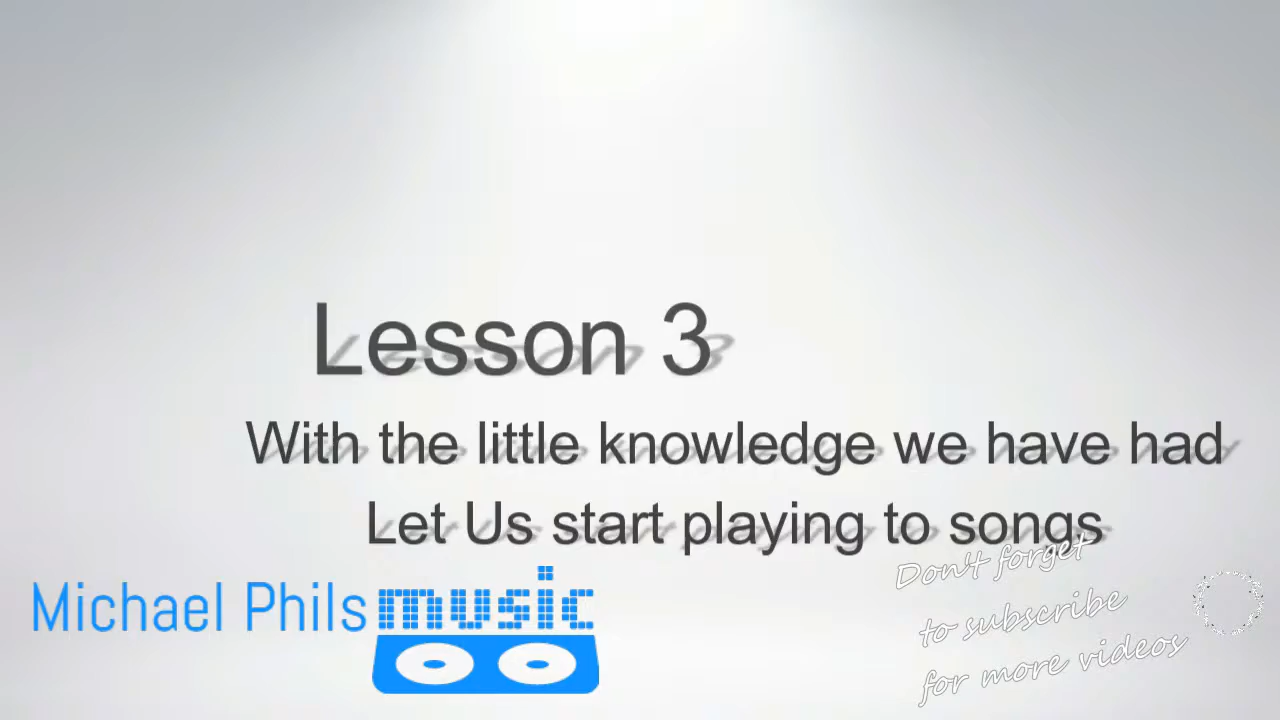 Lesson 3
With the little knowledge we have had
Let Us start playing to songs
Michael Phils music
Don't forget
to subscribe
for more videos